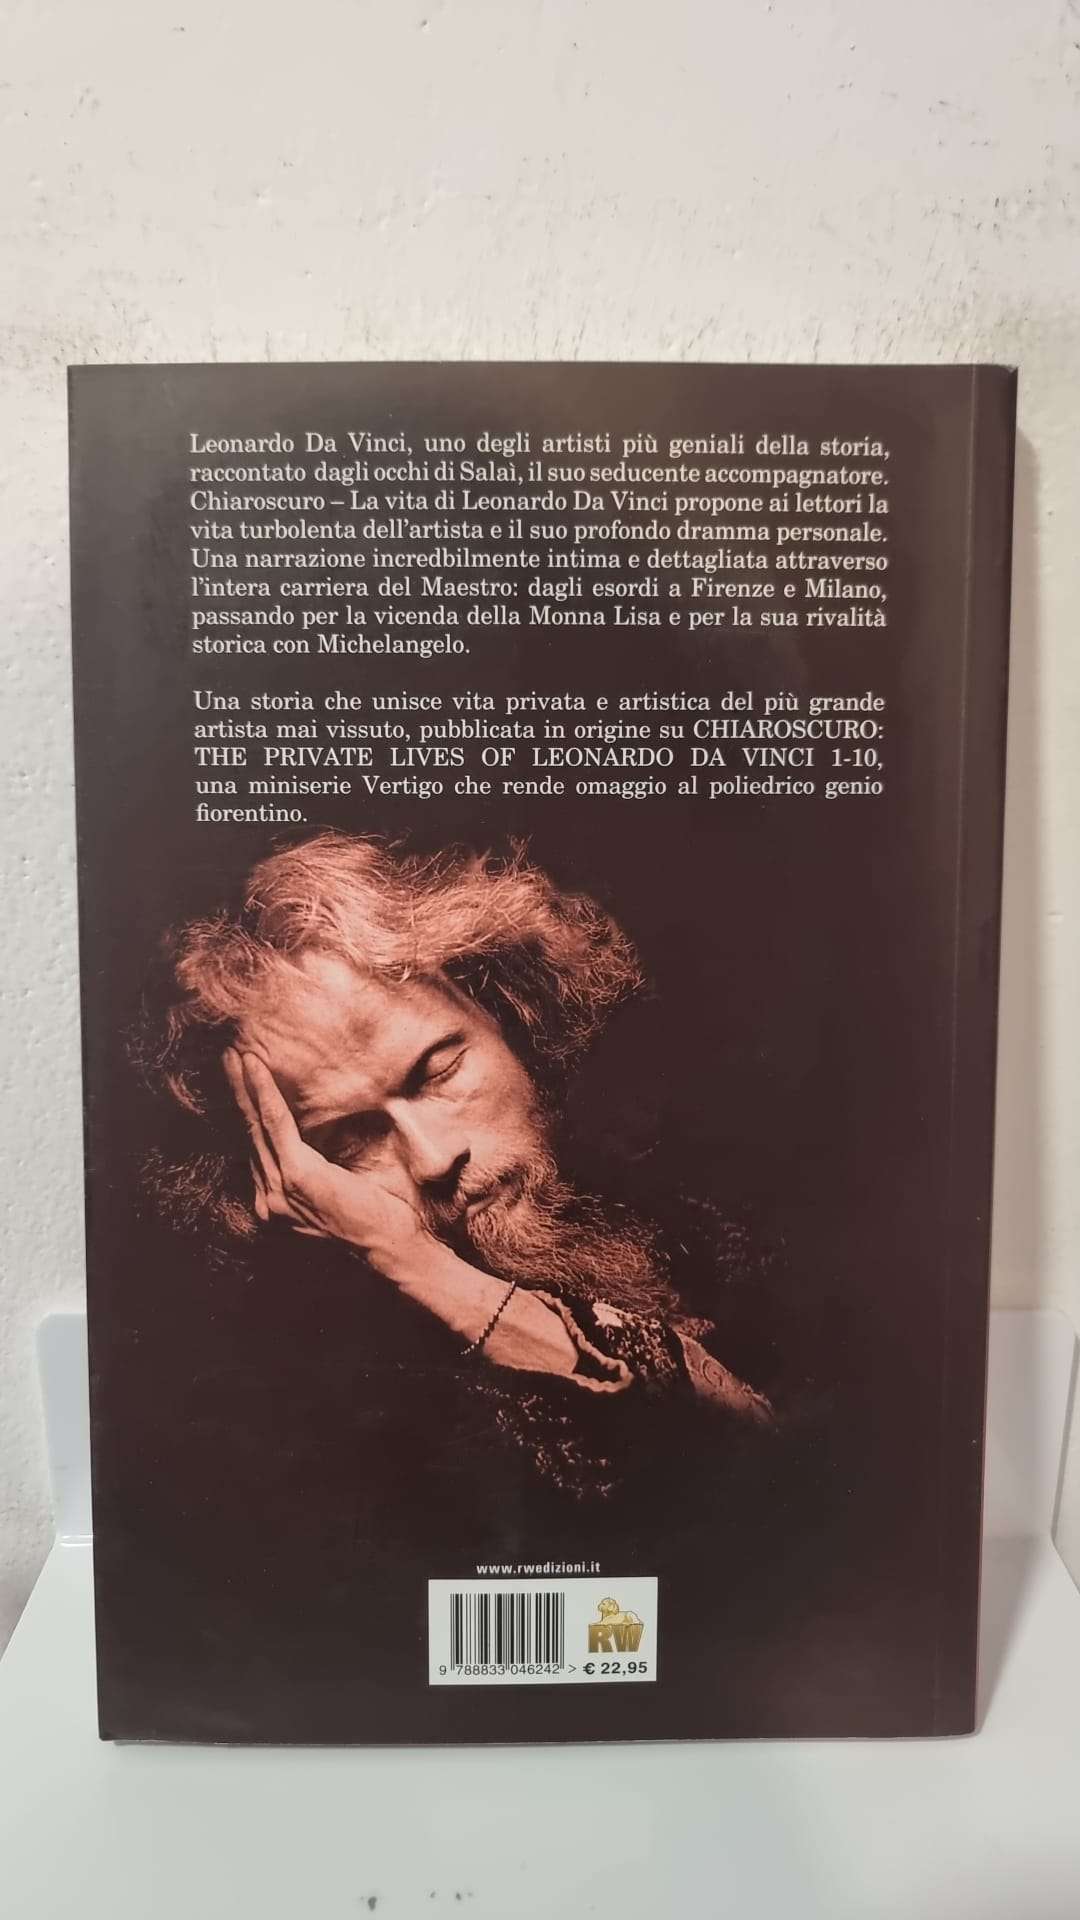 Leonardo Da Vinci, uno degli artisti più geniali della storia,
raccontato dagli occhi di Salaì, il suo seducente accompagnatore.
Chiaroscuro – La vita di Leonardo Da Vinci propone ai lettori la
vita turbolenta dell'artista e il suo profondo dramma personale.
Una narrazione incredbilmente intima e dettagliata attraverso
l'intera carriera del Maestro: dagli esordi a Firenze e Milano,
passando per la vicenda della Monna Lisa e per la sua rivalità
storica con Michelangelo.
Una storia che unisce vita privata e artistica del più grande
artista mai vissuto, pubblicata in origine su CHIAROSCURO:
THE PRIVATE LIVES OF LEONARDO DA VINCI 1-10,
una miniserie Vertigo che rende omaggio al poliedrico genio
fiorentino.
www.rwedizioni.it
RW
9 788833 046242 > € 22,95